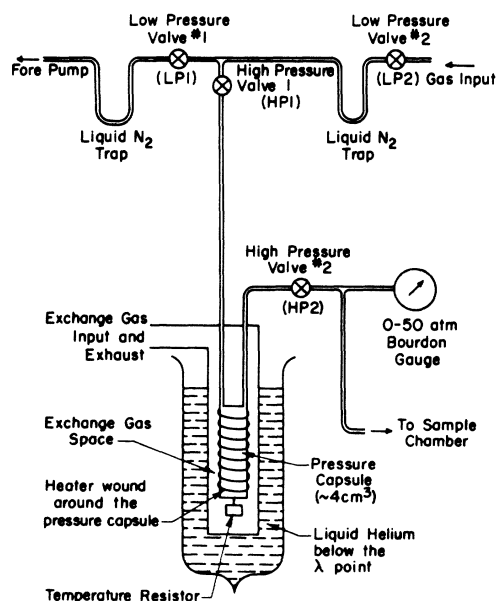 Low Pressure
Valve #1
Low Pressure
Valve #2
Fore Pump
(LP1)
High Pressure
Valve 1
(HP1)
(LP2)
Gas Input
Liquid N2
Trap
Liquid N2
Trap
High Pressure
Valve #2
(HP2)
0-50 atm
Bourdon
Gauge
Exchange Gas
Input and
Exhaust
To Sample
Chamber
Exchange Gas
Space
Pressure
Capsule
(~4cm³)
Heater wound
around the
pressure capsule
Liquid Helium
below the
λ point
Temperature Resistor